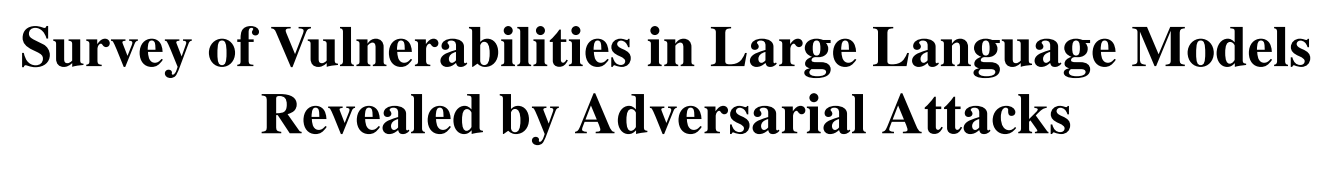 Survey of Vulnerabilities in Large Language Models
Revealed by Adversarial Attacks